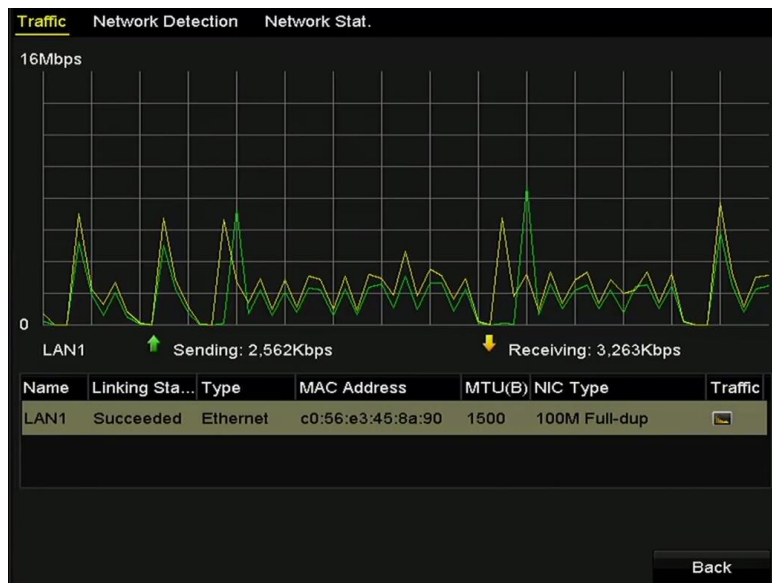 Traffic Network Detection Network Stat.
16Mbps
0
LAN1 Sending: 2,562Kbps Receiving: 3,263Kbps
Name Linking Sta... Type MAC Address MTU(B) NIC Type Traffic
LAN1 Succeeded Ethernet c0:56:e3:45:8a:90 1500 100M Full-dup
Back